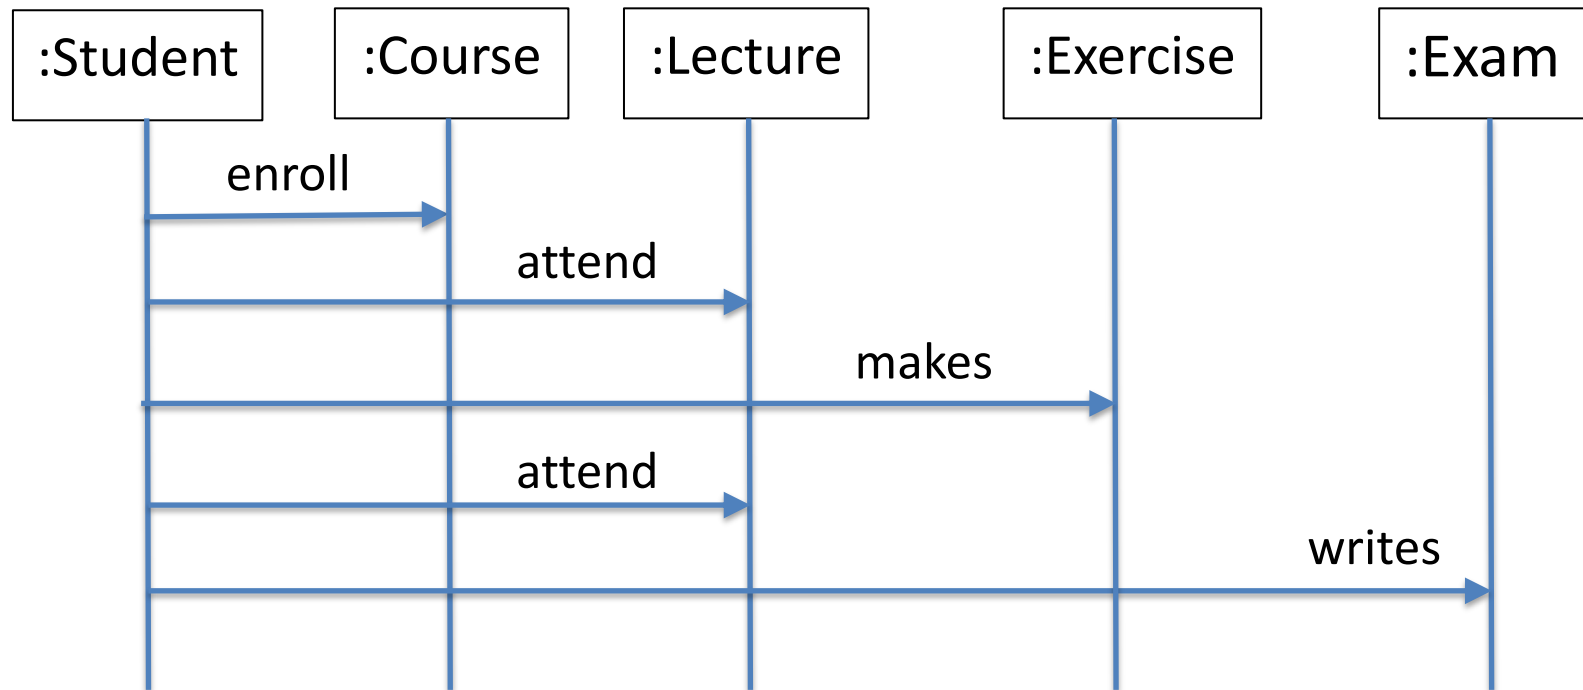 :Student
:Course
:Lecture
:Exercise
:Exam
enroll
attend
makes
attend
writes